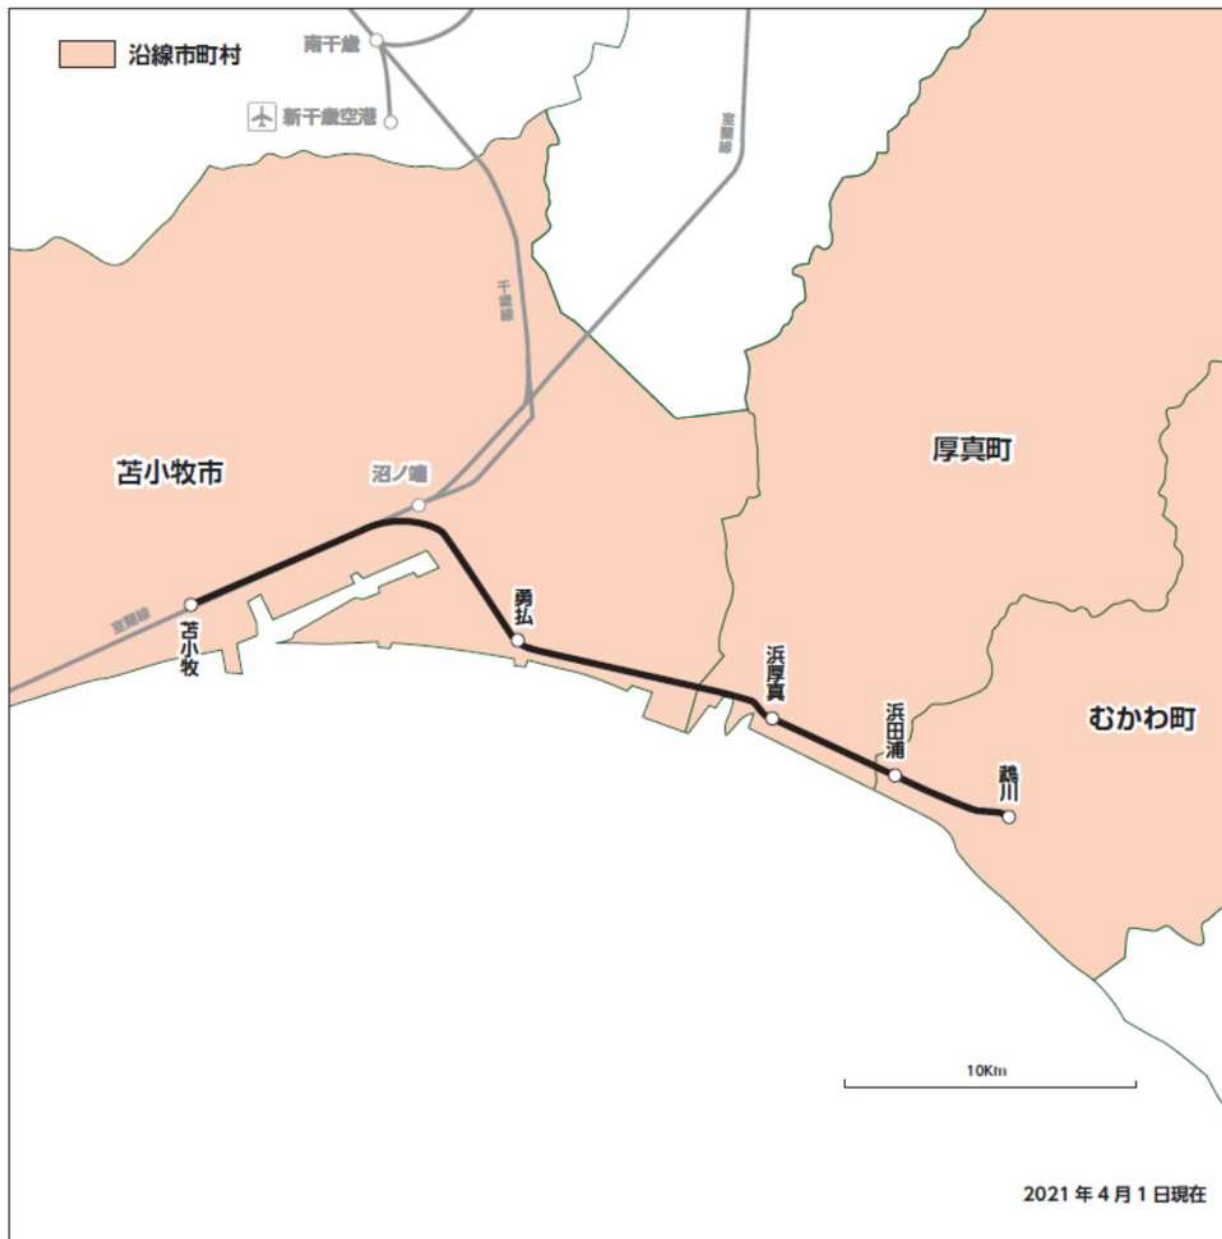 沿線市町村
南千歳
新千歳空港
室蘭線
千歳線
苫小牧市
沼ノ端
厚真町
室蘭線
苫小牧
勇払
浜厚真
浜田浦
鵡川
むかわ町
10Km
2021年4月1日現在